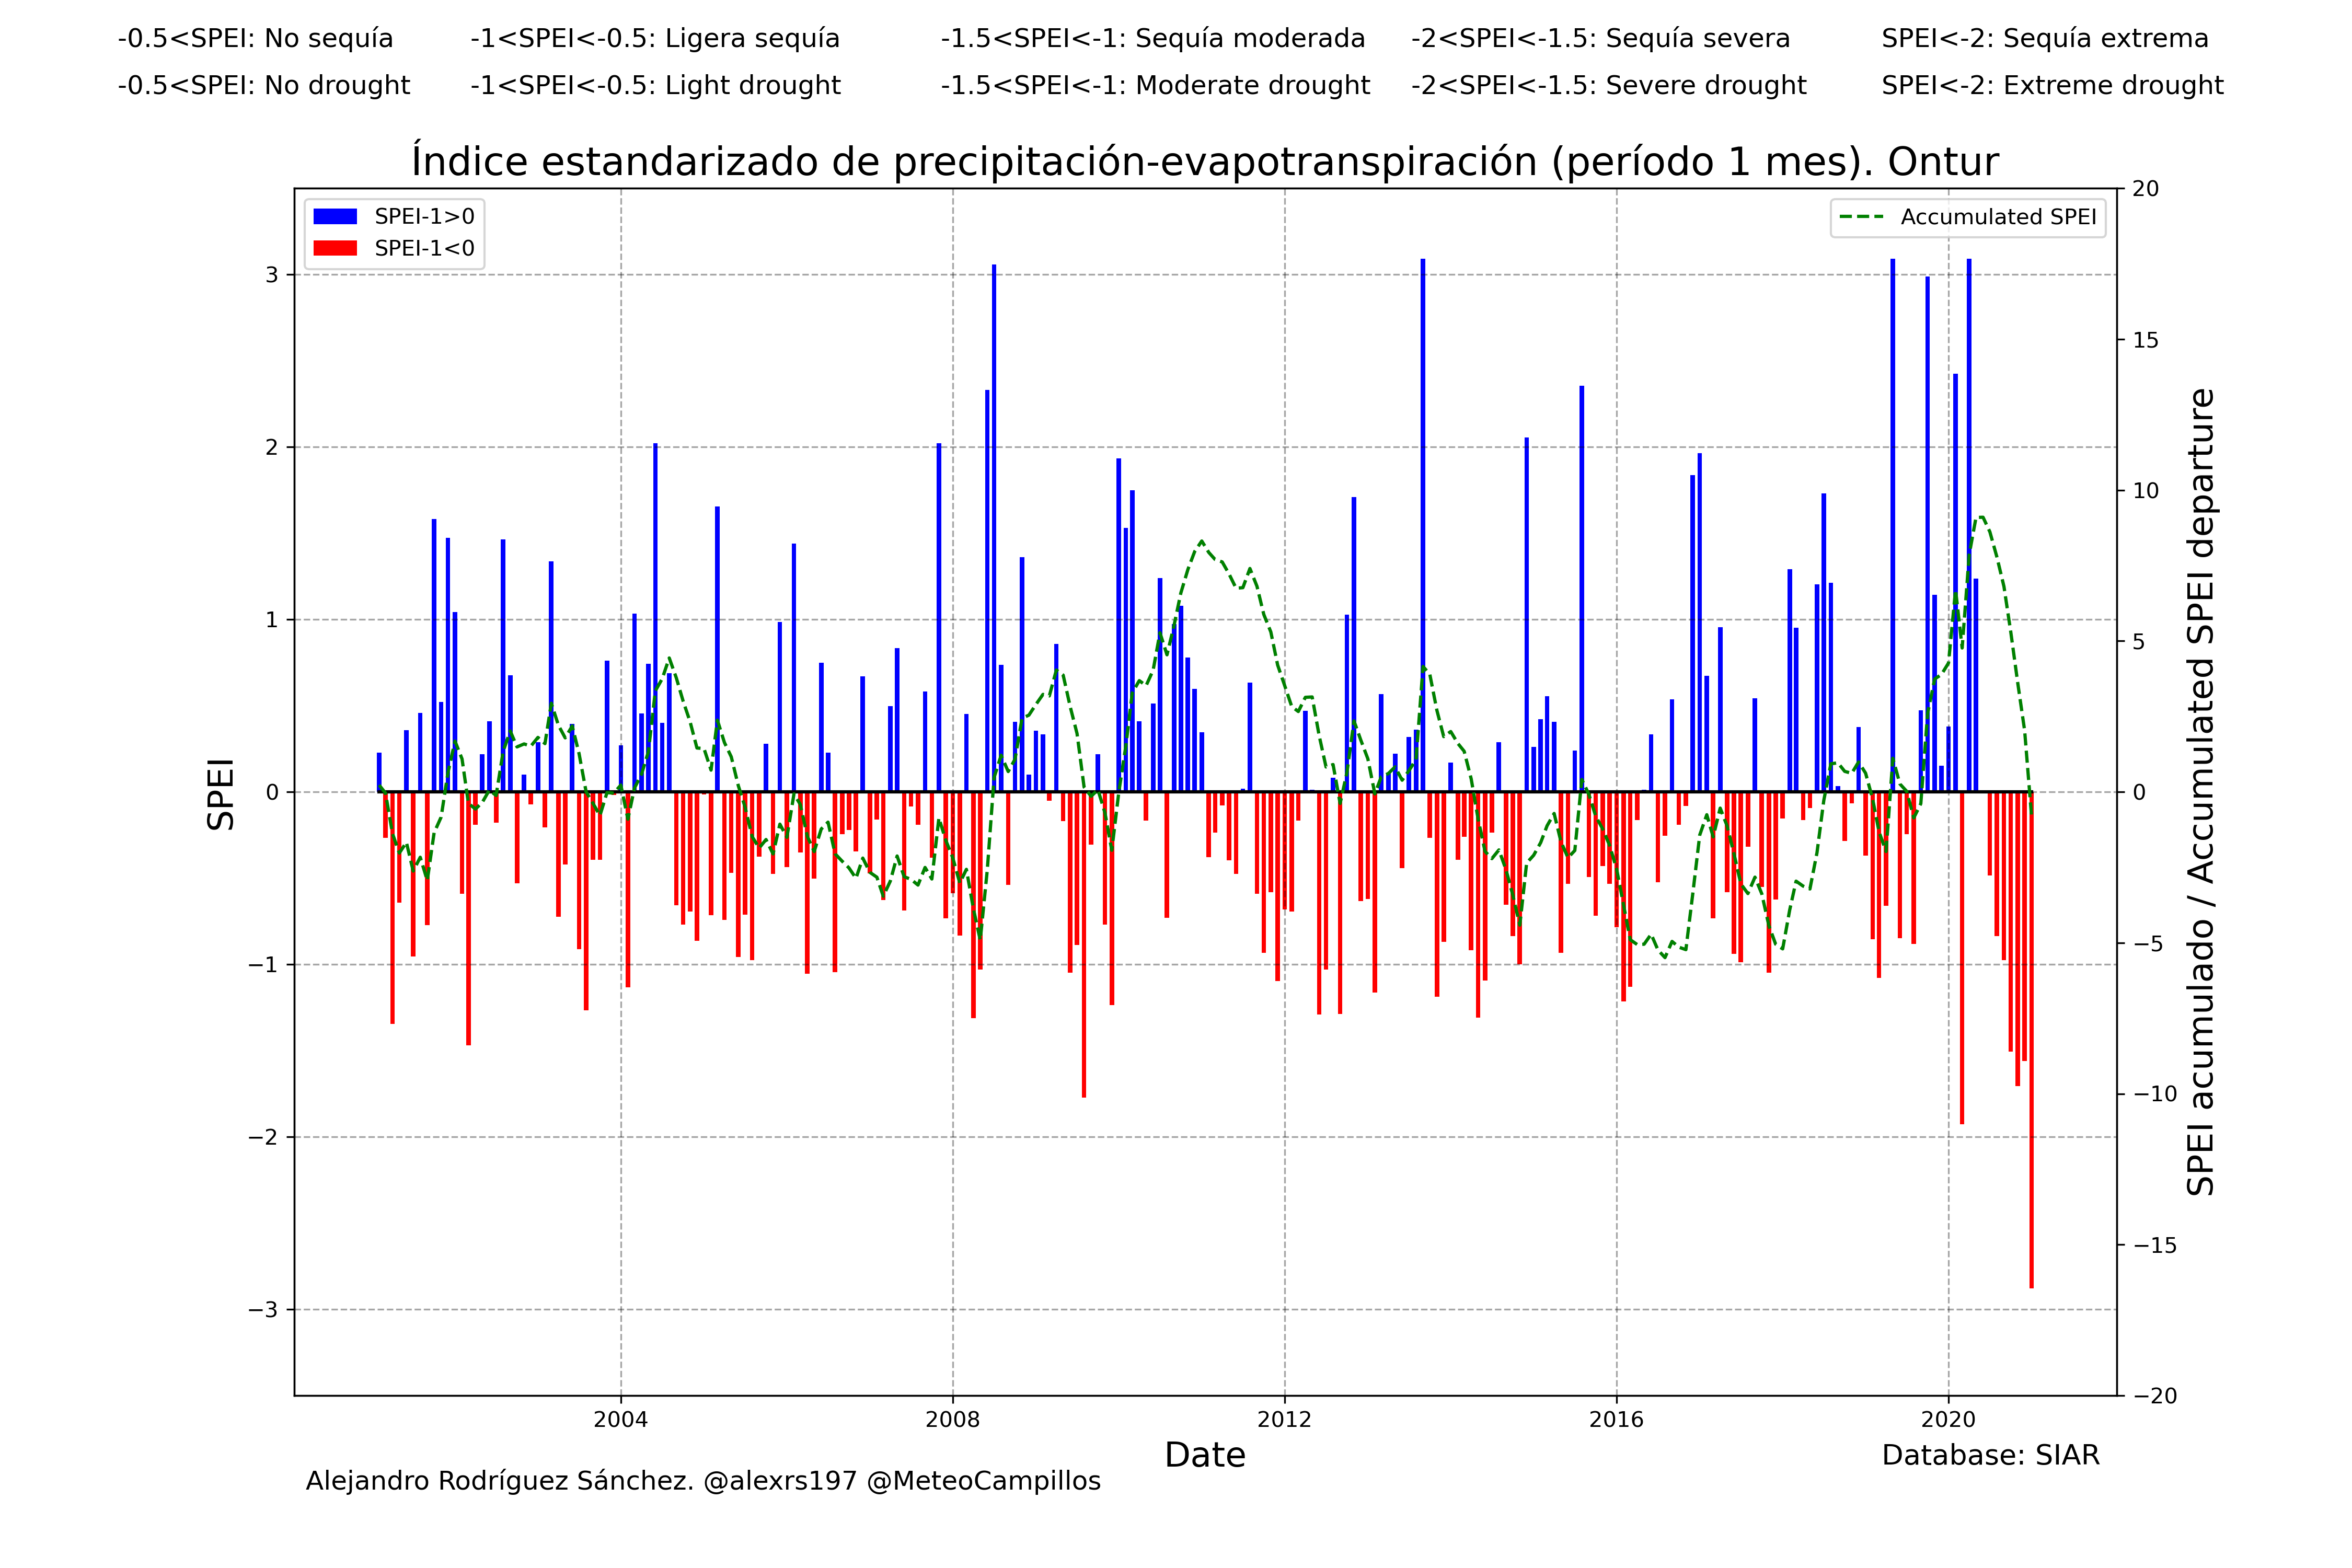 -0.5<SPEI: No sequía
-1<SPEI<-0.5: Ligera sequía
-1.5<SPEI<-1: Sequía moderada
-2<SPEI<-1.5: Sequía severa
SPEI<-2: Sequía extrema
-0.5<SPEI: No drought
-1<SPEI<-0.5: Light drought
-1.5<SPEI<-1: Moderate drought
-2<SPEI<-1.5: Severe drought
SPEI<-2: Extreme drought
Índice estandarizado de precipitación-evapotranspiración (período 1 mes). Ontur
SPEI-1>0
SPEI-1<0
Accumulated SPEI
SPEI
3
2
1
0
−1
−2
−3
20
15
10
5
0
−5
−10
−15
−20
SPEI acumulado / Accumulated SPEI departure
2004
2008
2012
2016
2020
Date
Database: SIAR
Alejandro Rodríguez Sánchez. @alexrs197 @MeteoCampillos